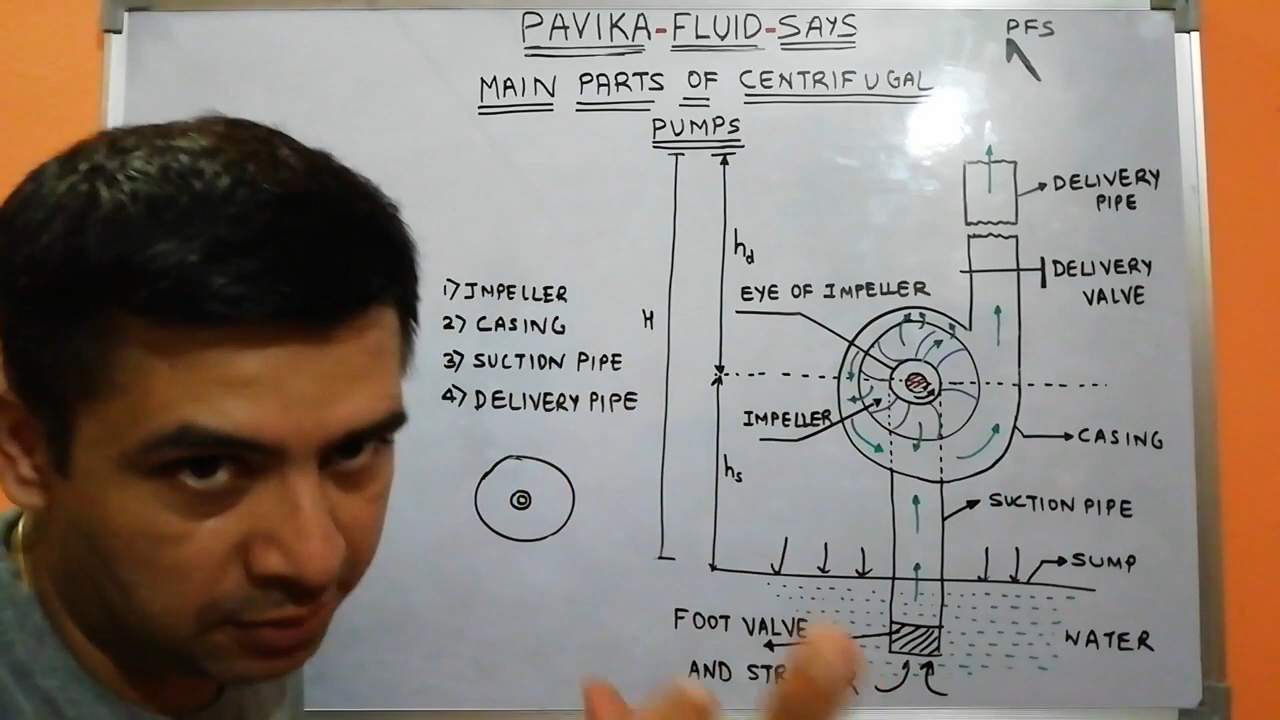 PAVIKA-FLUID-SAYS
PFS
MAIN PARTS OF CENTRIFUGAL
PUMPS
DELIVERY
PIPE
hd
DELIVERY
VALVE
EYE OF IMPELLER
1) IMPELLER
2) CASING
3) SUCTION PIPE
4) DELIVERY PIPE
H
IMPELLER
CASING
hs
SUCTION PIPE
SUMP
FOOT VALVE
WATER
AND